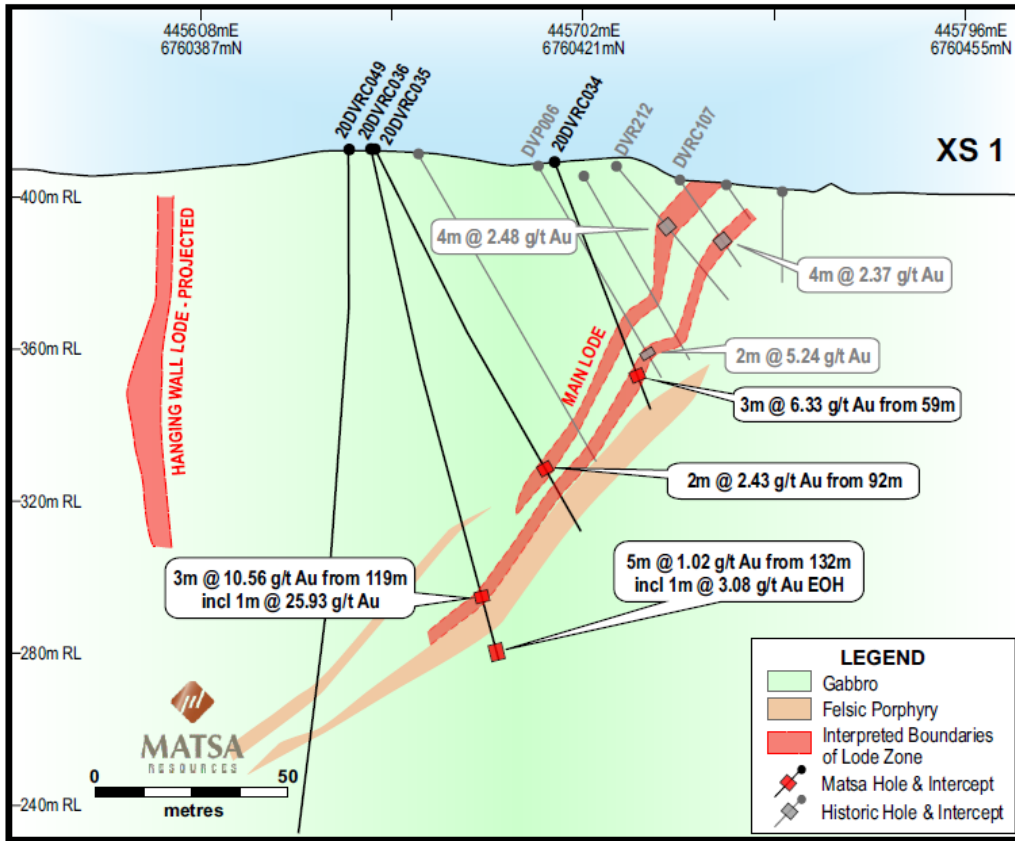 445608mE
6760387mN
445702mE
6760421mN
445796mE
6760455mN
20DVRC049
20DVRC036
20DVRC035
DVP006
20DVRC034
DVR212
DVRC107
XS 1
400m RL
360m RL
320m RL
280m RL
240m RL
HANGING WALL LODE - PROJECTED
MAIN LODE
4m @ 2.48 g/t Au
4m @ 2.37 g/t Au
2m @ 5.24 g/t Au
3m @ 6.33 g/t Au from 59m
2m @ 2.43 g/t Au from 92m
3m @ 10.56 g/t Au from 119m
incl 1m @ 25.93 g/t Au
5m @ 1.02 g/t Au from 132m
incl 1m @ 3.08 g/t Au EOH
MATSA
RESOURCES
0 50
metres
LEGEND
Gabbro
Felsic Porphyry
Interpreted Boundaries
of Lode Zone
Matsa Hole & Intercept
Historic Hole & Intercept